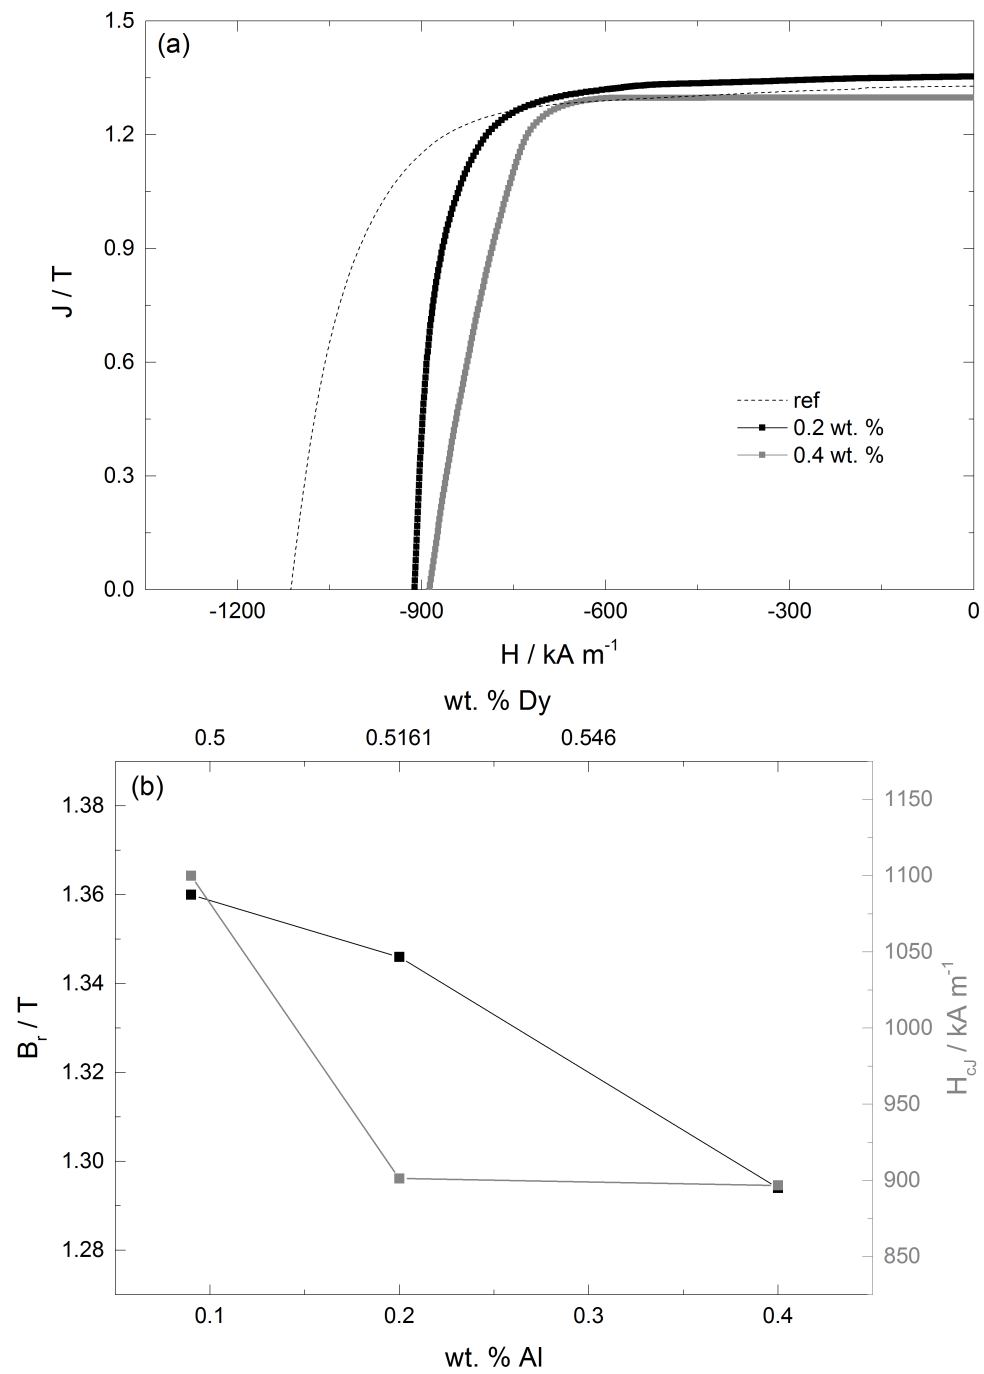 (a)
1.5
1.2
0.9
0.6
0.3
0.0
J / T
ref
0.2 wt. %
0.4 wt. %
-1200 -900 -600 -300 0
H / kA m-1
wt. % Dy
0.5 0.5161 0.546
(b)
1.38
1.36
1.34
1.32
1.30
1.28
Br / T
1150
1100
1050
1000
950
900
850
HcJ / kA m-1
0.1 0.2 0.3 0.4
wt. % Al